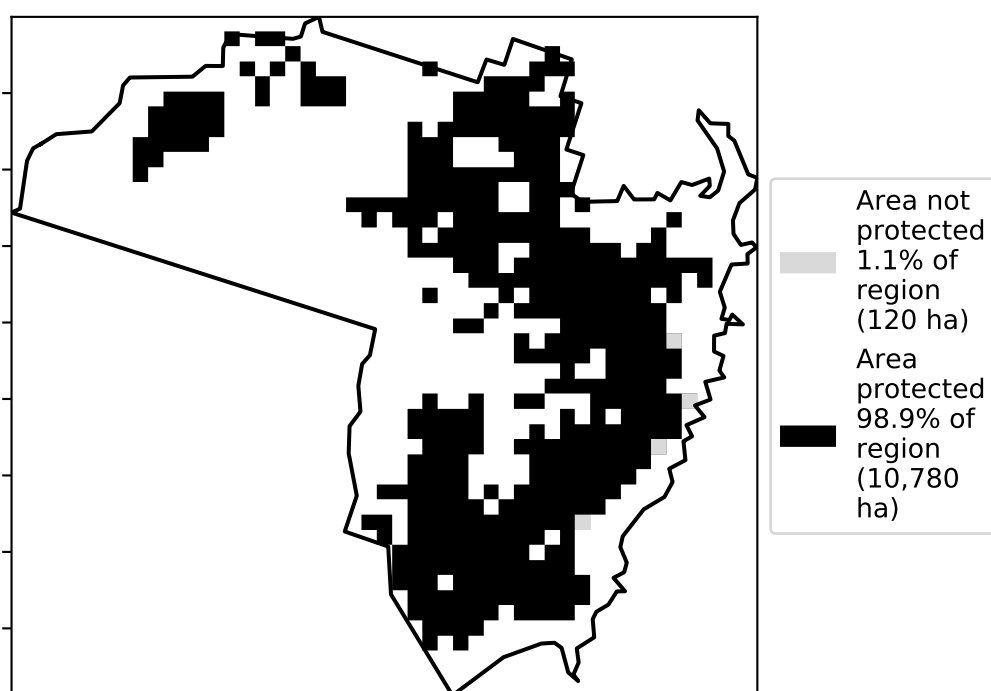 Area not
protected
1.1% of
region
(120 ha)
Area
protected
98.9% of
region
(10,780
ha)